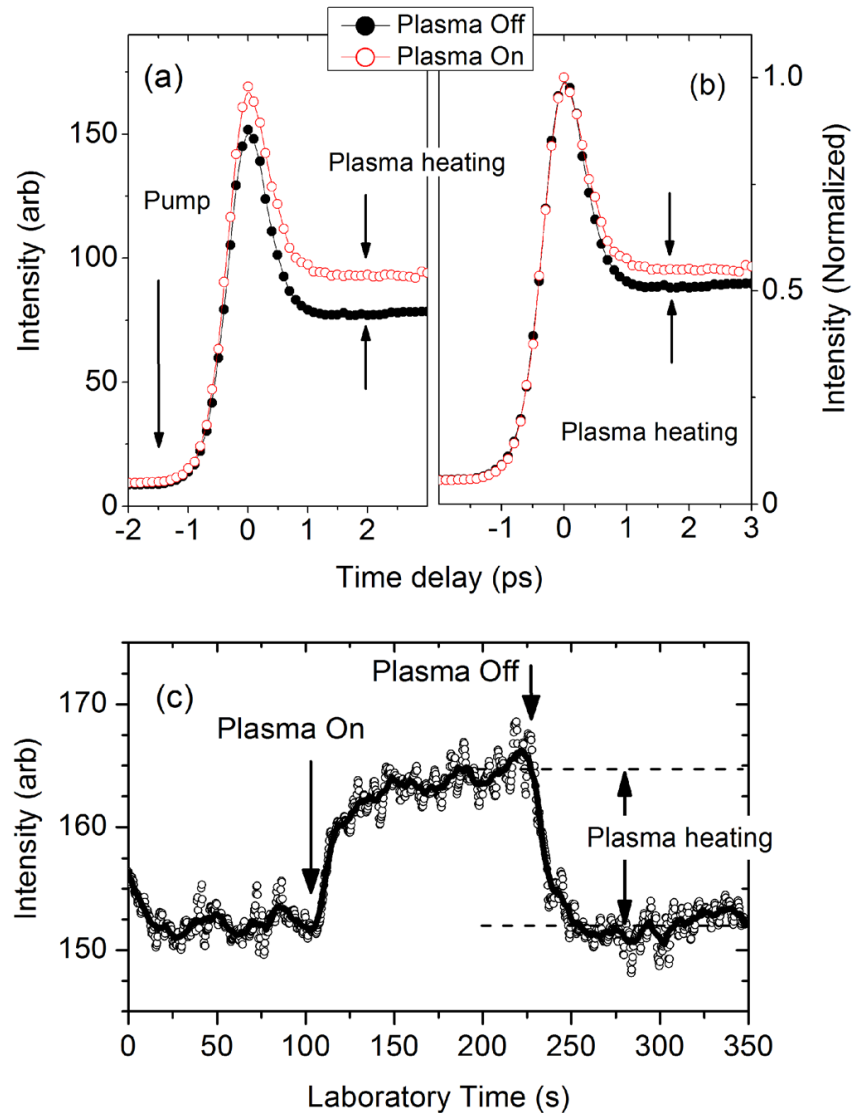 Plasma Off
Plasma On
(a)
(b)
Pump
Plasma heating
Plasma heating
150
100
50
0
1.0
0.5
0
Intensity (arb)
Intensity (Normalized)
-2 -1 0 1 2
-1 0 1 2 3
Time delay (ps)
(c)
Plasma Off
Plasma On
Plasma heating
170
160
150
Intensity (arb)
0 50 100 150 200 250 300 350
Laboratory Time (s)